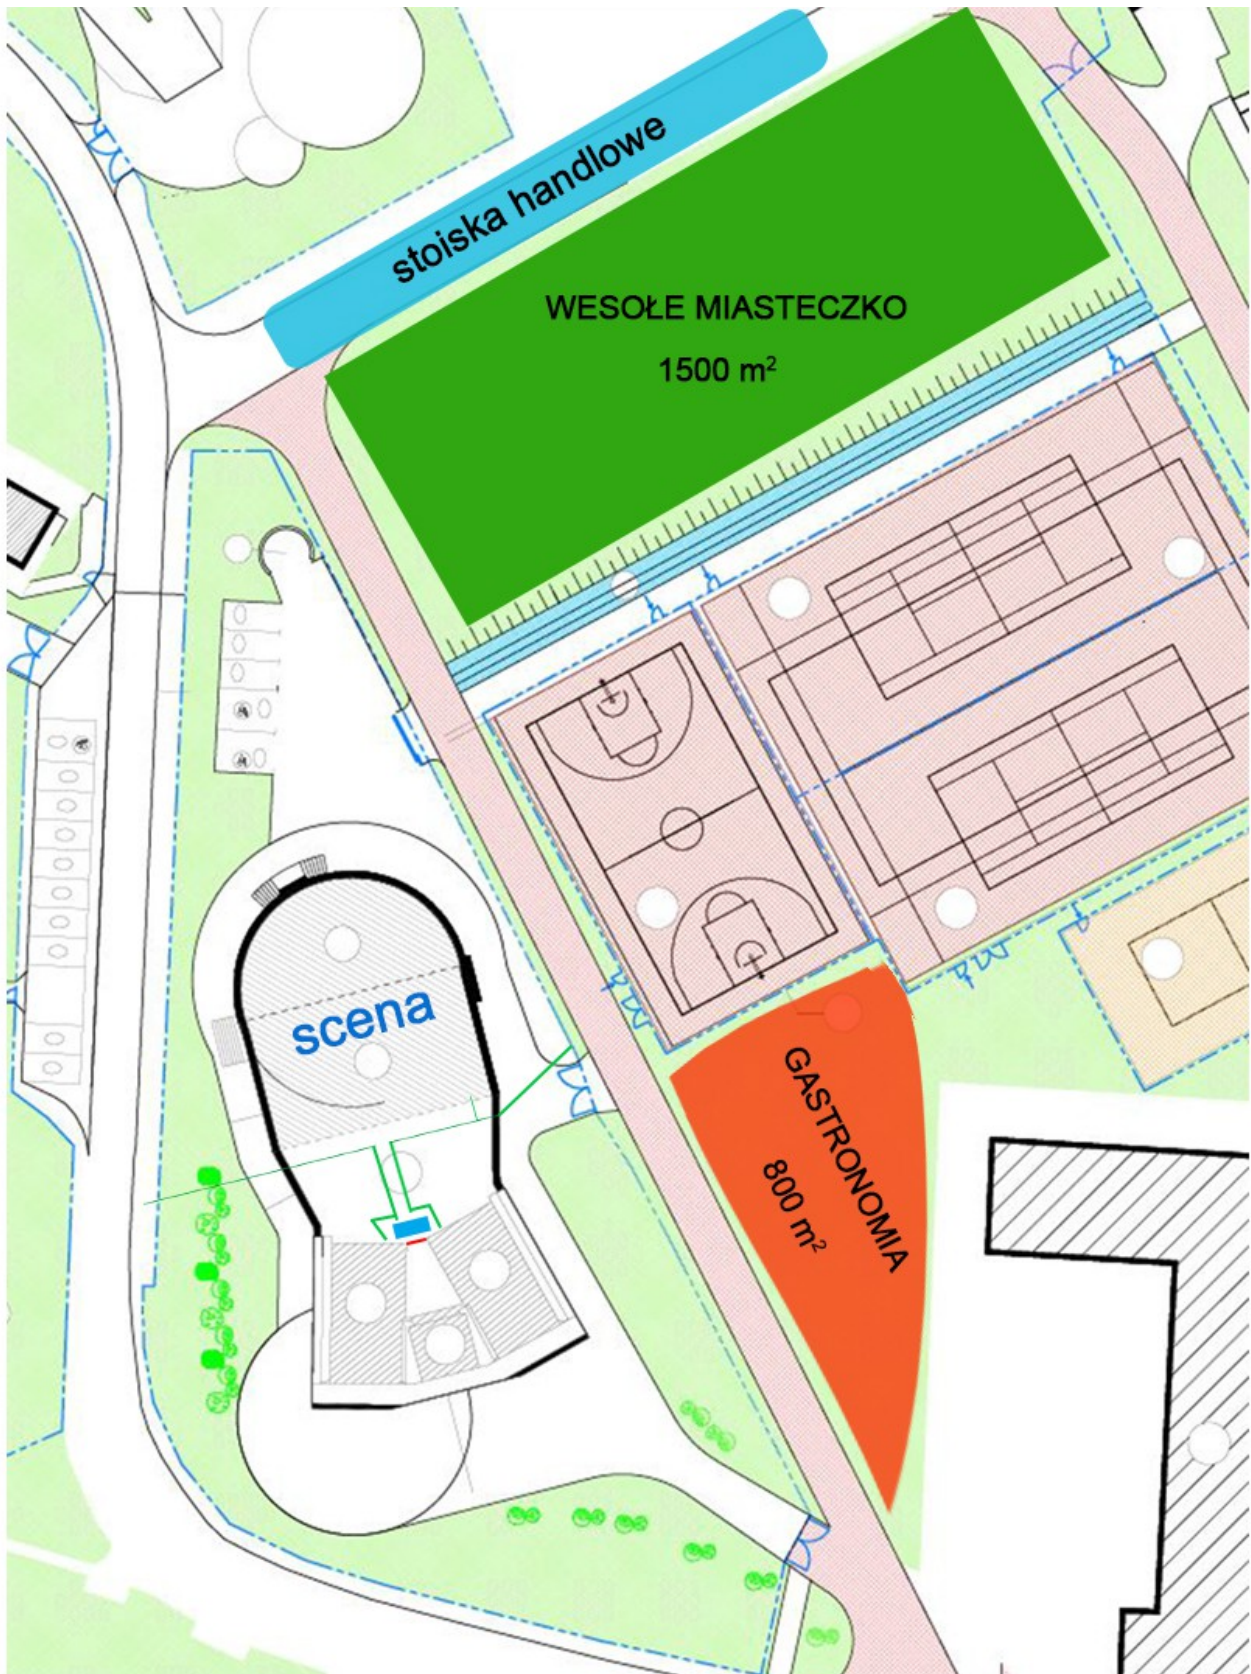 stoiska handlowe
WESOŁE MIASTECZKO
1500 m²
scena
GASTRONOMIA
800 m²